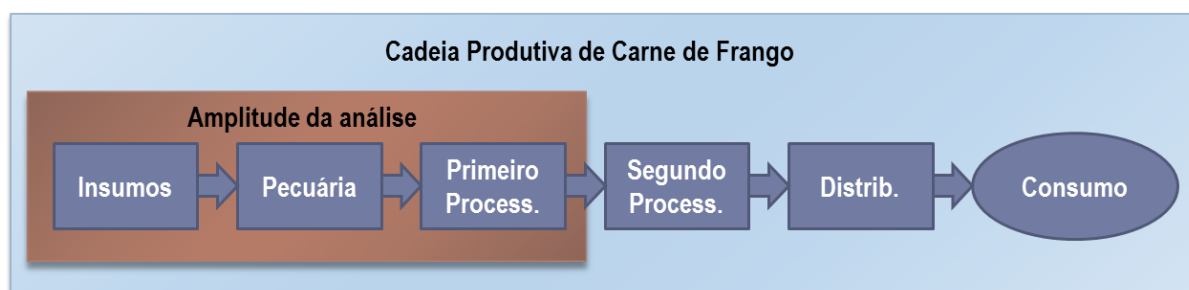 Cadeia Produtiva de Carne de Frango
Amplitude da análise
Insumos
Pecuária
Primeiro
Process.
Segundo
Process.
Distrib.
Consumo